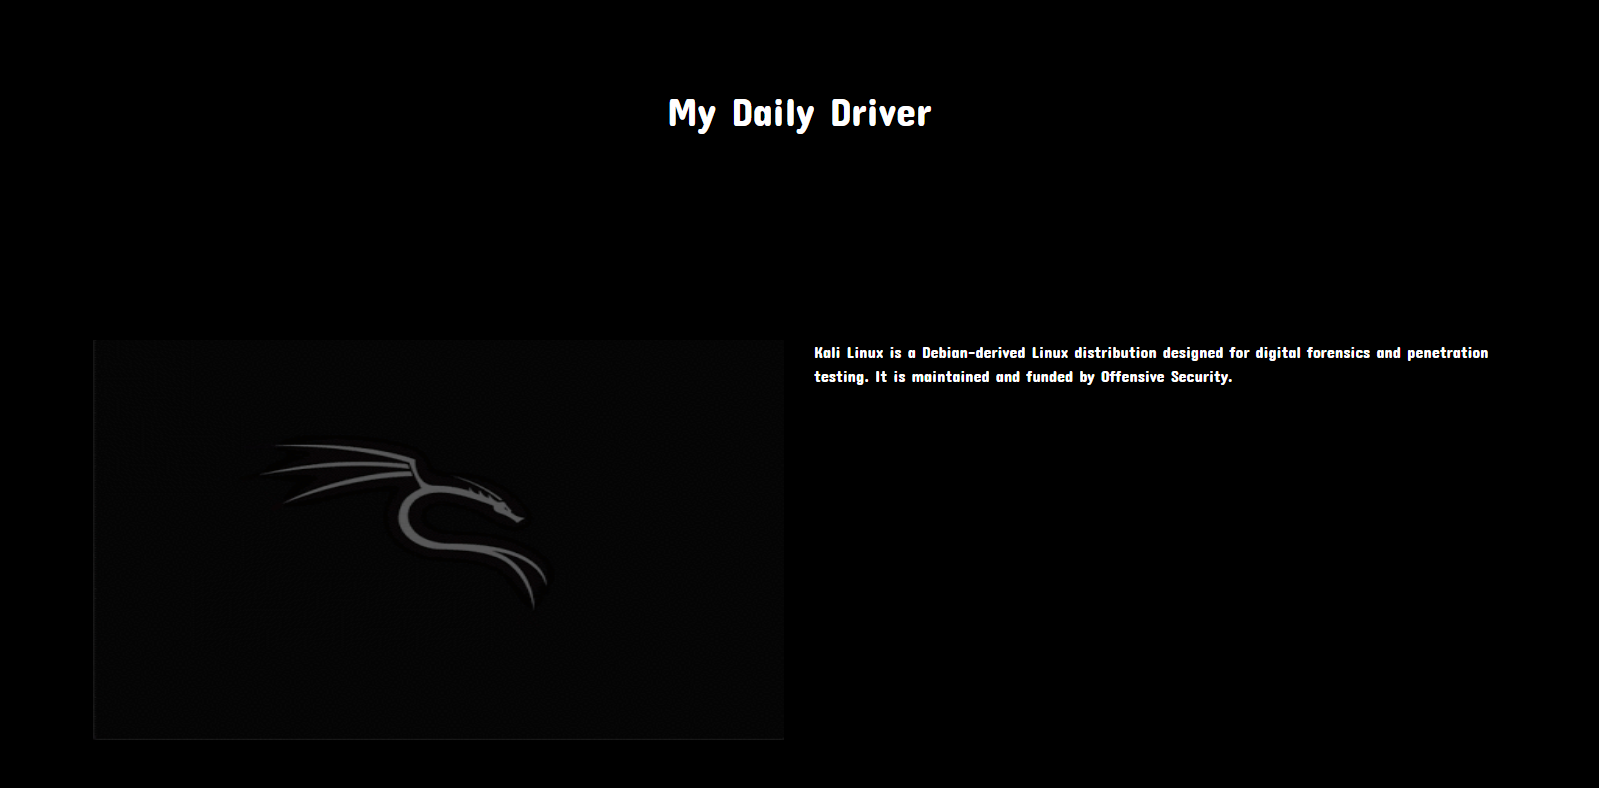 My Daily Driver
Kali Linux is a Debian-derived Linux distribution designed for digital forensics and penetration
testing. It is maintained and funded by Offensive Security.